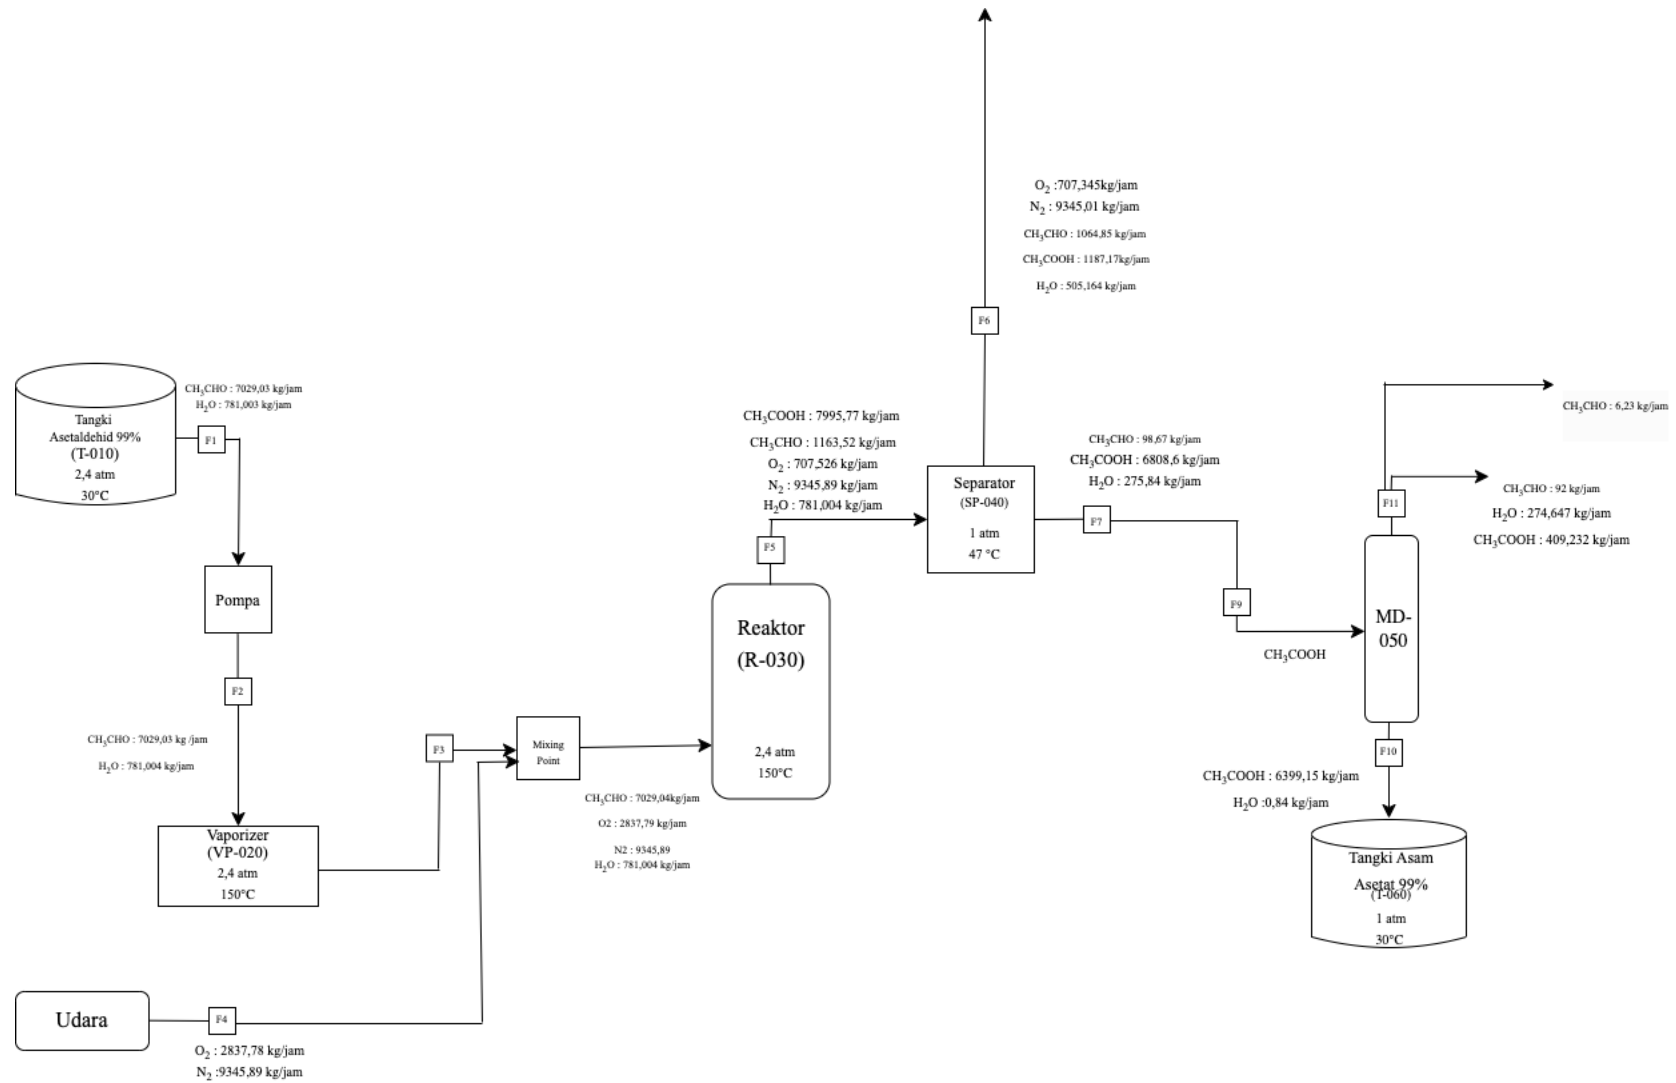 O2 :707,345kg/jam
N2 : 9345,01 kg/jam
CH3CHO : 1064,85 kg/jam
CH3COOH : 1187,17kg/jam
H2O : 505,164 kg/jam
F6
Tangki
Asetaldehid 99%
(T-010)
2,4 atm
30°C
CH3CHO : 7029,03 kg/jam
H2O : 781,003 kg/jam
F1
Pompa
F2
CH3CHO : 7029,03 kg /jam
H2O : 781,004 kg/jam
Vaporizer
(VP-020)
2,4 atm
150°C
F3
Udara
F4
O2 : 2837,78 kg/jam
N2 :9345,89 kg/jam
Mixing
Point
CH3CHO : 7029,04kg/jam
O2 : 2837,79 kg/jam
N2 : 9345,89
H2O : 781,004 kg/jam
Reaktor
(R-030)
2,4 atm
150°C
F5
CH3COOH : 7995,77 kg/jam
CH3CHO : 1163,52 kg/jam
O2 : 707,526 kg/jam
N2 : 9345,89 kg/jam
H2O : 781,004 kg/jam
Separator
(SP-040)
1 atm
47 °C
CH3CHO : 98,67 kg/jam
CH3COOH : 6808,6 kg/jam
H2O : 275,84 kg/jam
F7
F9
CH3COOH
MD-
050
F11
CH3CHO : 6,23 kg/jam
CH3CHO : 92 kg/jam
H2O : 274,647 kg/jam
CH3COOH : 409,232 kg/jam
F10
CH3COOH : 6399,15 kg/jam
H2O :0,84 kg/jam
Tangki Asam
Asetat 99%
(T-060)
1 atm
30°C